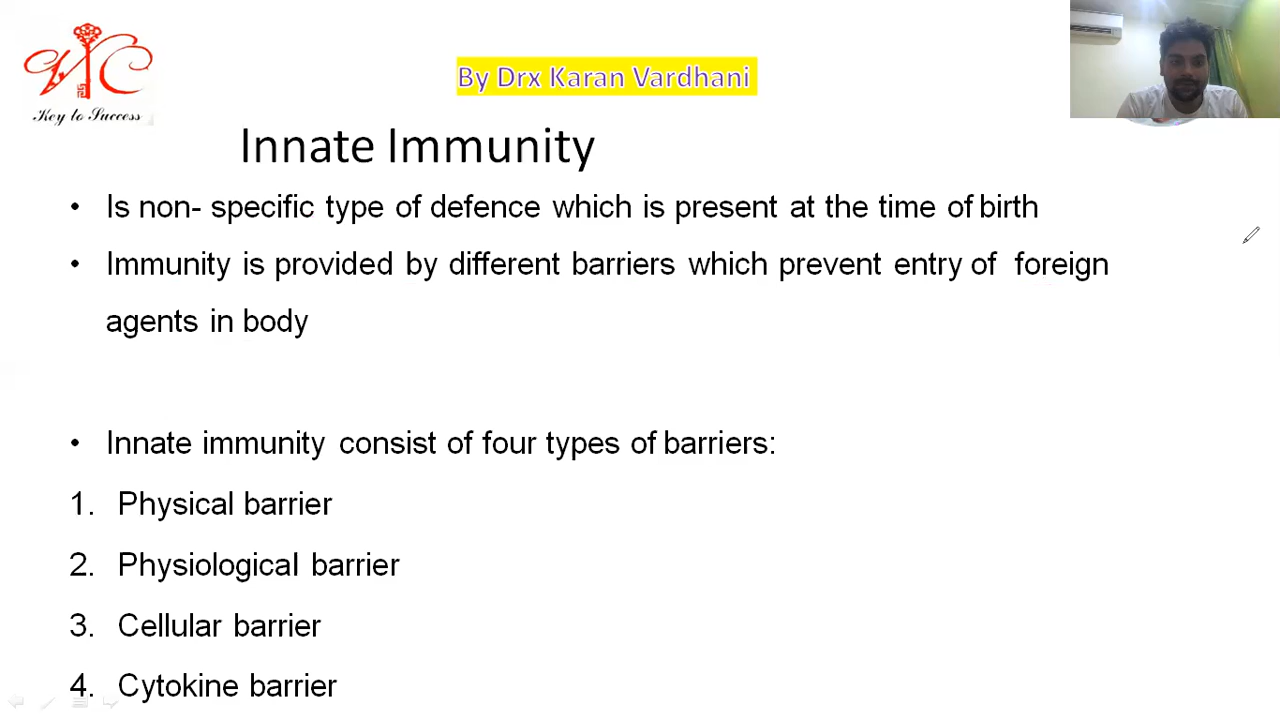 Key to Success
By Drx Karan Vardhani
Innate Immunity
• Is non- specific type of defence which is present at the time of birth
• Immunity is provided by different barriers which prevent entry of foreign
agents in body
• Innate immunity consist of four types of barriers:
1. Physical barrier
2. Physiological barrier
3. Cellular barrier
4. Cytokine barrier